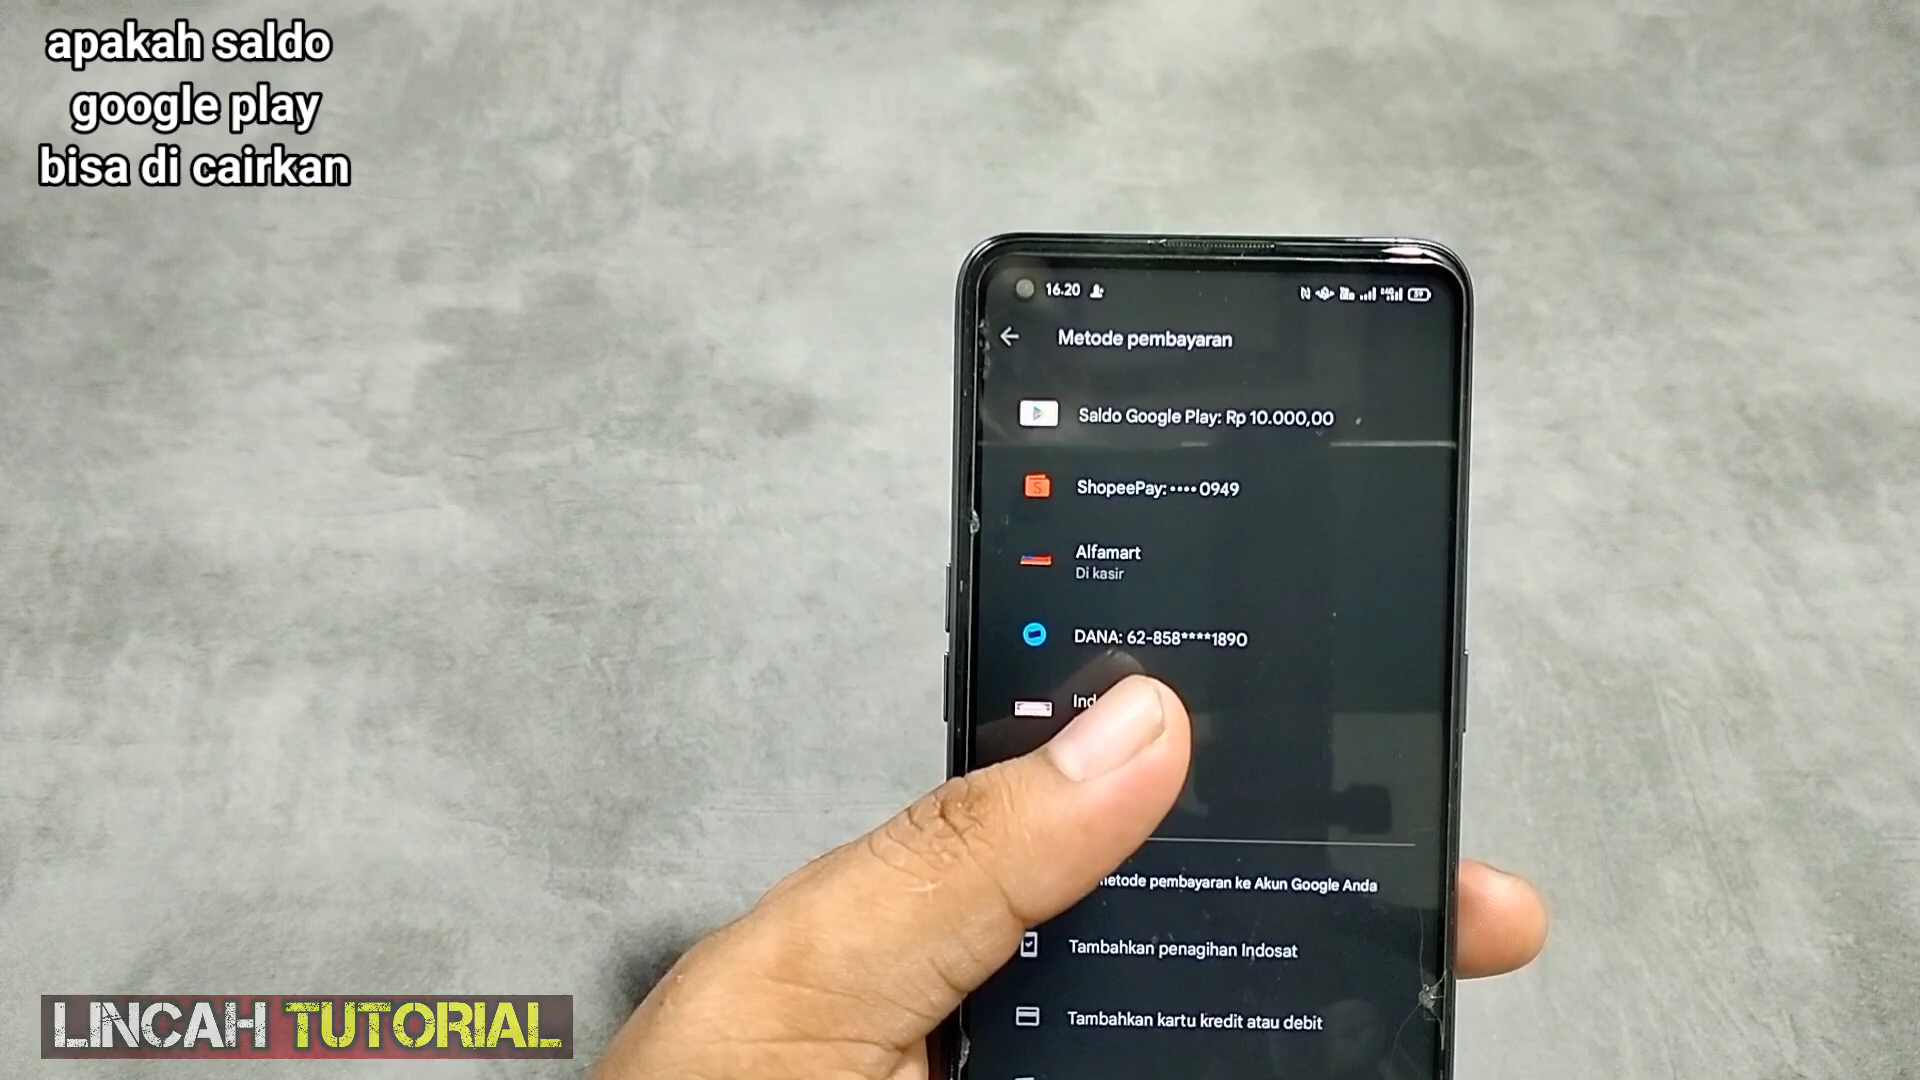 apakah saldo
google play
bisa di cairkan
16.20
59
Metode pembayaran
Saldo Google Play: Rp 10.000,00
ShopeePay: •••• 0949
Alfamart
Di kasir
DANA: 62-858****1890
metode pembayaran ke Akun Google Anda
Tambahkan penagihan Indosat
Tambahkan kartu kredit atau debit
LINCAH TUTORIAL